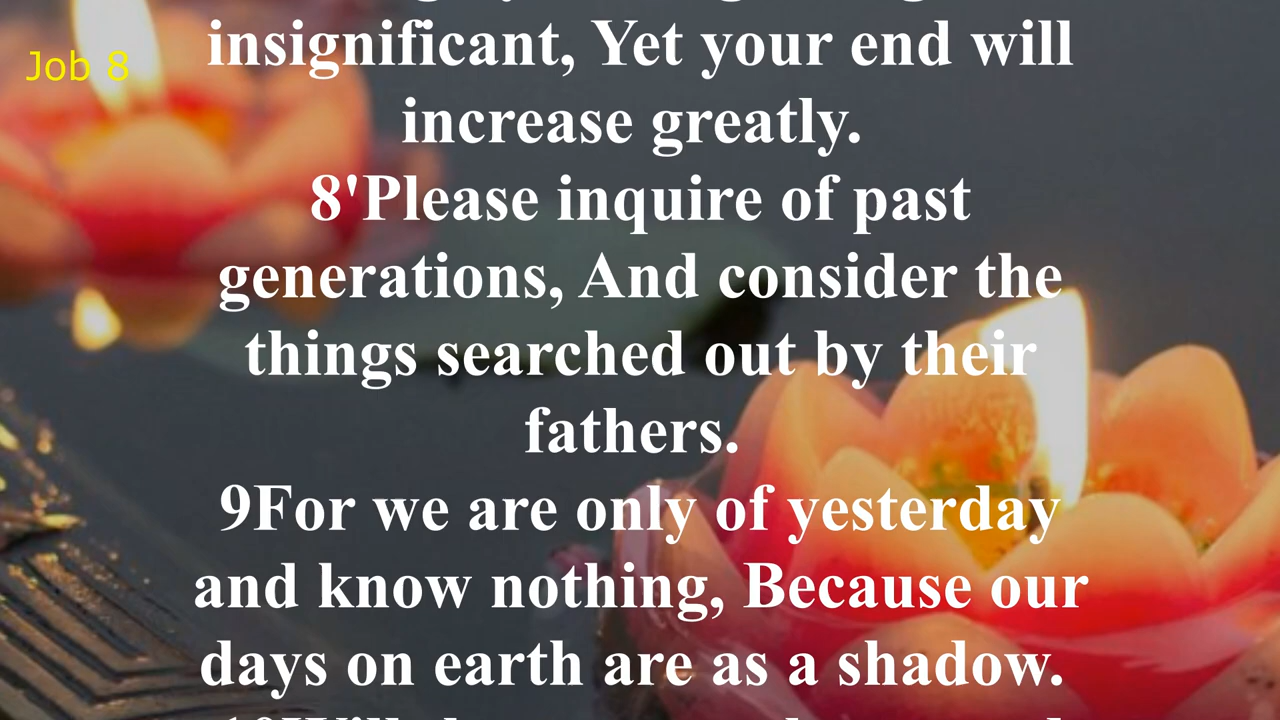 Job 8
insignificant, Yet your end will
increase greatly.
8'Please inquire of past
generations, And consider the
things searched out by their
fathers.
9For we are only of yesterday
and know nothing, Because our
days on earth are as a shadow.